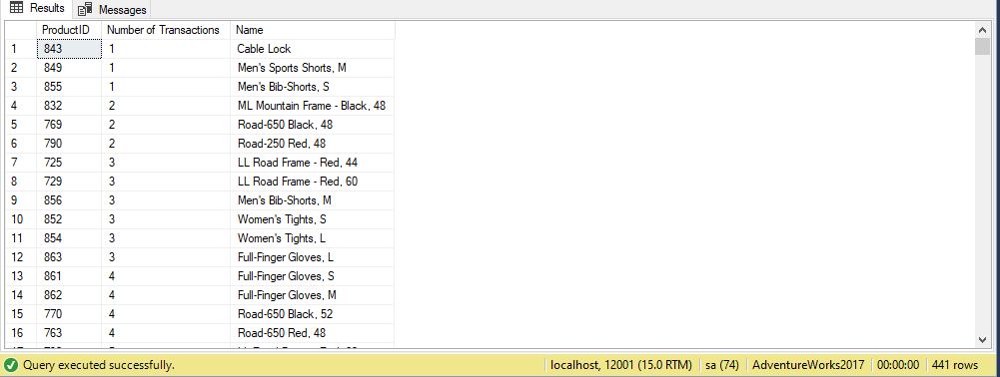 Results Messages
ProductID Number of Transactions Name
1 843 1 Cable Lock
2 849 1 Men's Sports Shorts, M
3 855 1 Men's Bib-Shorts, S
4 832 2 ML Mountain Frame - Black, 48
5 769 2 Road-650 Black, 48
6 790 2 Road-250 Red, 48
7 725 3 LL Road Frame - Red, 44
8 729 3 LL Road Frame - Red, 60
9 856 3 Men's Bib-Shorts, M
10 852 3 Women's Tights, S
11 854 3 Women's Tights, L
12 863 3 Full-Finger Gloves, L
13 861 4 Full-Finger Gloves, S
14 862 4 Full-Finger Gloves, M
15 770 4 Road-650 Black, 52
16 763 4 Road-650 Red, 48
Query executed successfully. localhost, 12001 (15.0 RTM) sa (74) AdventureWorks2017 00:00:00 441 rows